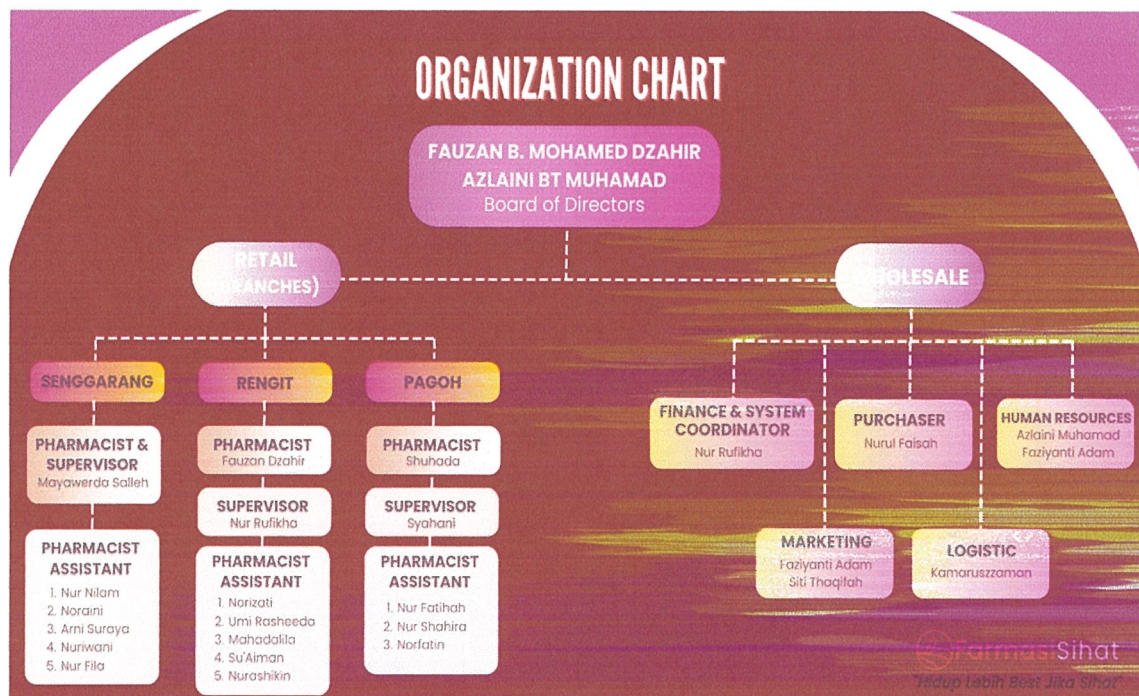 ORGANIZATION CHART
FAUZAN B. MOHAMED DZAHIR
AZLAINI BT MUHAMAD
Board of Directors
RETAIL
(BRANCHES)
WHOLESALE
SENGGARANG
PHARMACIST &
SUPERVISOR
Mayawerda Salleh
PHARMACIST
ASSISTANT
1. Nur Nilam
2. Noraini
3. Arni Suraya
4. Nuriwani
5. Nur Fila
RENGIT
PHARMACIST
Fauzan Dzahir
SUPERVISOR
Nur Rufikha
PHARMACIST
ASSISTANT
1. Norizati
2. Umi Rasheeda
3. Mahadalila
4. Su'Aiman
5. Nurashikin
PAGOH
PHARMACIST
Shuhada
SUPERVISOR
Syahani
PHARMACIST
ASSISTANT
1. Nur Fatihah
2. Nur Shahira
3. Norfatin
FINANCE & SYSTEM
COORDINATOR
Nur Rufikha
PURCHASER
Nurul Faisah
HUMAN RESOURCES
Azlaini Muhamad
Faziyanti Adam
MARKETING
Faziyanti Adam
Siti Thaqifah
LOGISTIC
Kamaruszzaman
FarmasiSihat
"Hidup Lebih Best Jika Sihat"